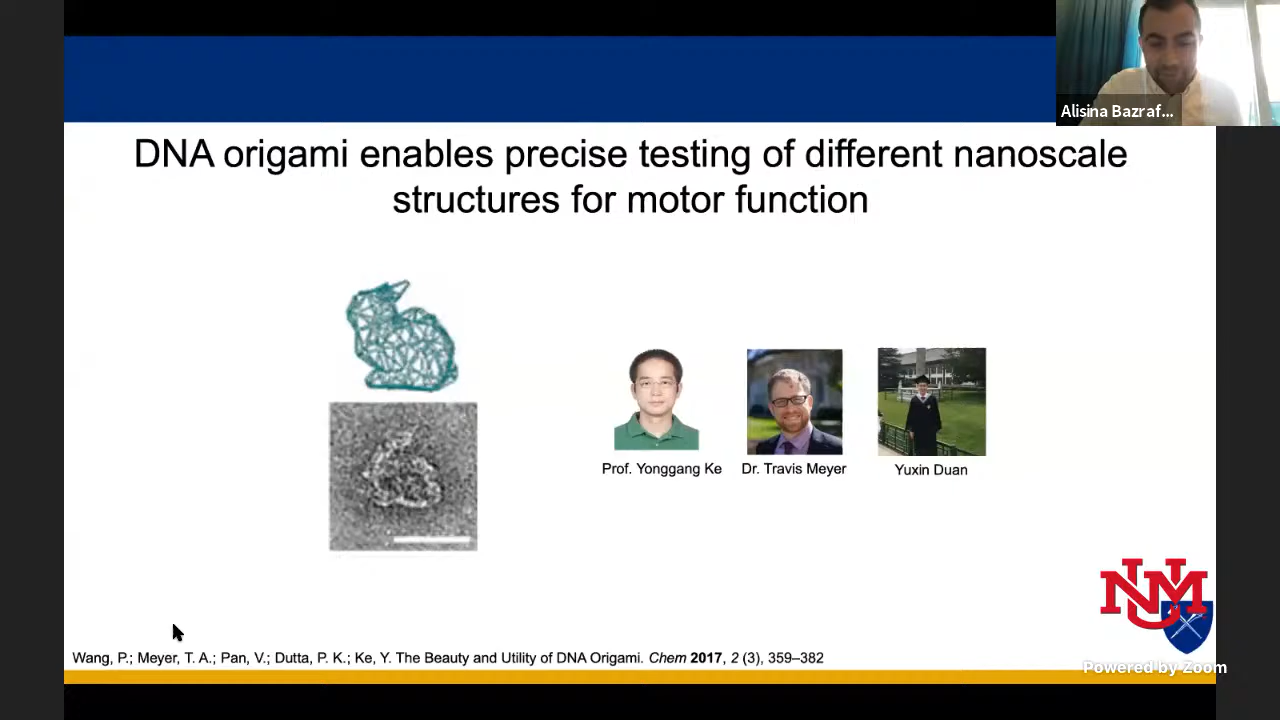 Alisina Bazraf...
DNA origami enables precise testing of different nanoscale
structures for motor function
Prof. Yonggang Ke
Dr. Travis Meyer
Yuxin Duan
UNM
Wang, P.; Meyer, T. A.; Pan, V.; Dutta, P. K.; Ke, Y. The Beauty and Utility of DNA Origami. Chem 2017, 2 (3), 359–382
Powered by Zoom